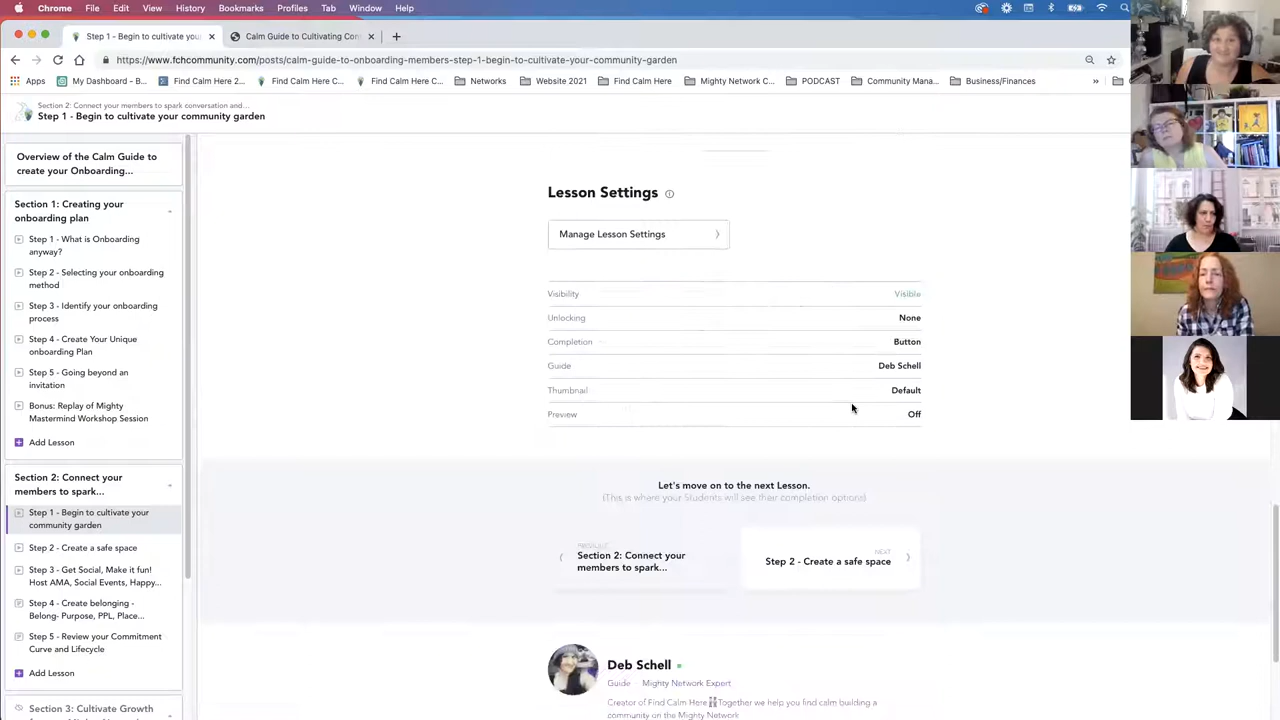 Chrome File Edit View History Bookmarks Profiles Tab Window Help
Step 1 - Begin to cultivate your
Calm Guide to Cultivating Con
https://www.fchcommunity.com/posts/calm-guide-to-onboarding-members-step-1-begin-to-cultivate-your-community-garden
Apps My Dashboard - B... Find Calm Here 2... Find Calm Here C... Find Calm Here C... Networks Website 2021 Find Calm Here Mighty Network C... PODCAST Community Mana... Business/Finances »
Section 2: Connect your members to spark conversation and...
Step 1 - Begin to cultivate your community garden
Overview of the Calm Guide to
create your Onboarding...
Section 1: Creating your
onboarding plan
Step 1 - What is Onboarding
anyway?
Step 2 - Selecting your onboarding
method
Step 3 - Identify your onboarding
process
Step 4 - Create Your Unique
onboarding Plan
Step 5 - Going beyond an
invitation
Bonus: Replay of Mighty
Mastermind Workshop Session
Add Lesson
Section 2: Connect your
members to spark...
Step 1 - Begin to cultivate your
community garden
Step 2 - Create a safe space
Step 3 - Get Social, Make it fun!
Host AMA, Social Events, Happy...
Step 4 - Create belonging -
Belong- Purpose, PPL, Place...
Step 5 - Review your Commitment
Curve and Lifecycle
Add Lesson
Section 3: Cultivate Growth
Lesson Settings
Manage Lesson Settings
Visibility Visible
Unlocking None
Completion Button
Guide Deb Schell
Thumbnail Default
Preview Off
Let's move on to the next Lesson.
(This is where your Students will see their completion options)
PREVIOUS
Section 2: Connect your
members to spark...
NEXT
Step 2 - Create a safe space
Deb Schell
Guide · Mighty Network Expert
Creator of Find Calm Here Together we help you find calm building a
community on the Mighty Network